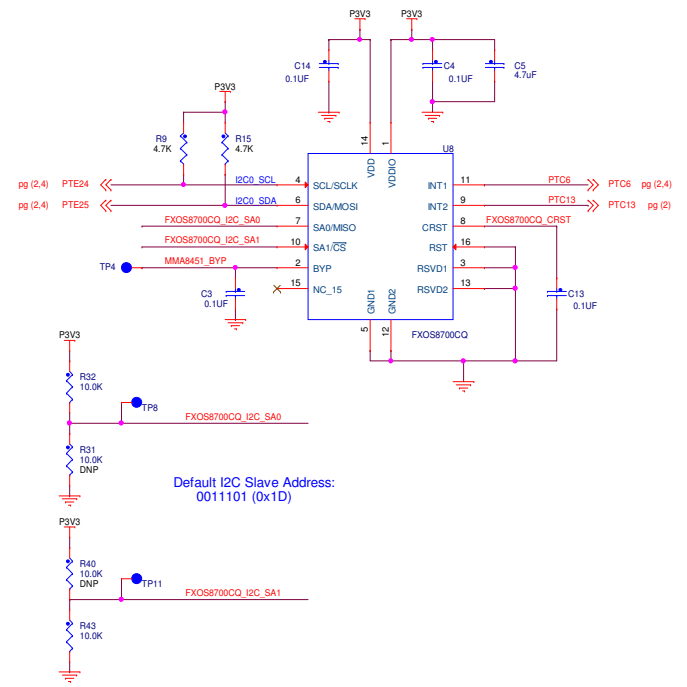 P3V3
P3V3
C14
0.1UF
C4
0.1UF
C5
4.7uF
P3V3
R9
4.7K
R15
4.7K
14
1
U8
VDD
VDDIO
pg (2,4) PTE24 I2C0_SCL 4 SCL/SCLK
INT1 11 PTC6 PTC6 pg (2,4)
pg (2,4) PTE25 I2C0_SDA 6 SDA/MOSI
INT2 9 PTC13 PTC13 pg (2)
FXOS8700CQ_I2C_SA0 7 SA0/MISO
CRST 8 FXOS8700CQ_CRST
FXOS8700CQ_I2C_SA1 10 SA1/CS
RST 16
TP4 MMA8451_BYP 2 BYP
RSVD1 3
15 NC_15
RSVD2 13
C3
0.1UF
C13
0.1UF
GND1
GND2
5
12
FXOS8700CQ
P3V3
R32
10.0K
TP8
FXOS8700CQ_I2C_SA0
R31
10.0K
DNP
Default I2C Slave Address:
0011101 (0x1D)
P3V3
R40
10.0K
DNP
TP11
FXOS8700CQ_I2C_SA1
R43
10.0K